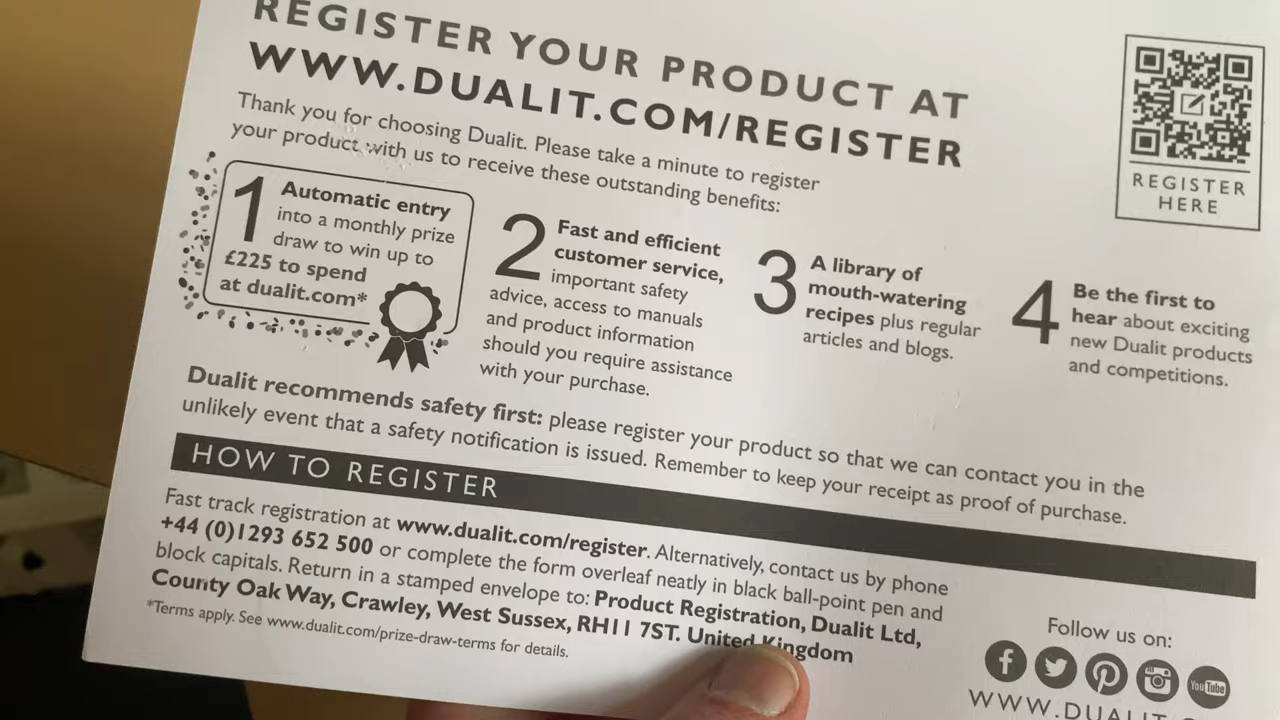 REGISTER YOUR PRODUCT AT
WWW.DUALIT.COM/REGISTER
Thank you for choosing Dualit. Please take a minute to register
your product with us to receive these outstanding benefits:
1
Automatic entry
into a monthly prize
draw to win up to
£225 to spend
at dualit.com*
2
Fast and efficient
customer service,
important safety
advice, access to manuals
and product information
should you require assistance
with your purchase.
3
A library of
mouth-watering
recipes plus regular
articles and blogs.
4
Be the first to
hear about exciting
new Dualit products
and competitions.
REGISTER
HERE
Dualit recommends safety first: please register your product so that we can contact you in the
unlikely event that a safety notification is issued. Remember to keep your receipt as proof of purchase.
HOW TO REGISTER
Fast track registration at www.dualit.com/register. Alternatively, contact us by phone
+44 (0)1293 652 500 or complete the form overleaf neatly in black ball-point pen and
block capitals. Return in a stamped envelope to: Product Registration, Dualit Ltd,
County Oak Way, Crawley, West Sussex, RH11 7ST. United Kingdom
*Terms apply. See www.dualit.com/prize-draw-terms for details.
Follow us on:
You Tube
WWW.DUALIT